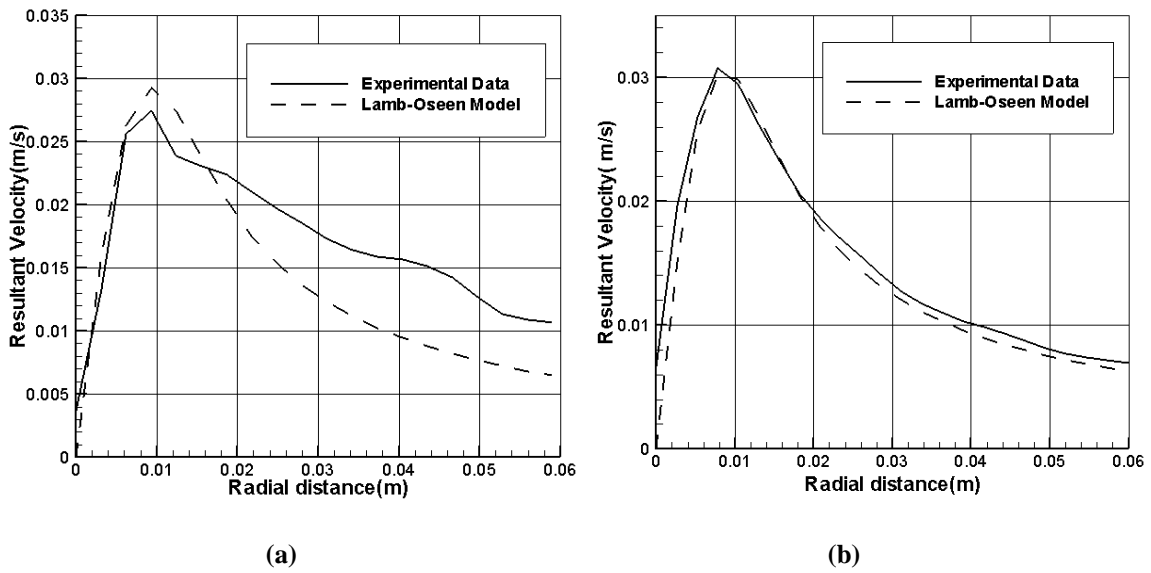 0.035
0.03
0.025
0.02
0.015
0.01
0.005
0
Resultant Velocity(m/s)
Experimental Data
Lamb-Oseen Model
0 0.01 0.02 0.03 0.04 0.05 0.06
Radial distance(m)
(a)
0.03
0.02
0.01
0
Resultant Velocity( m/s)
Experimental Data
Lamb-Oseen Model
0 0.01 0.02 0.03 0.04 0.05 0.06
Radial distance(m)
(b)